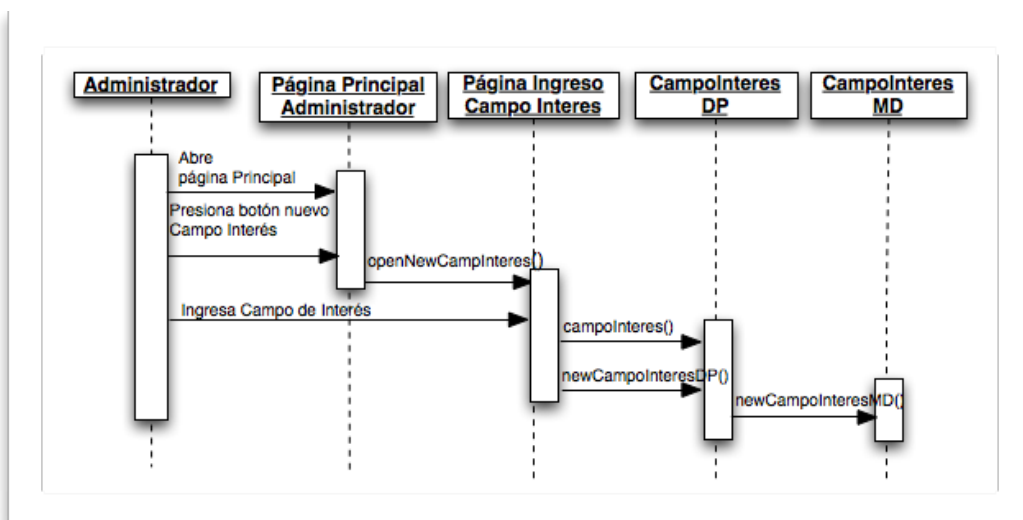 Administrador
Página Principal
Administrador
Página Ingreso
Campo Interes
CampoInteres
DP
CampoInteres
MD
Abre
página Principal
Presiona botón nuevo
Campo Interés
openNewCampInteres()
Ingresa Campo de Interés
campoInteres()
newCampoInteresDP()
newCampoInteresMD()